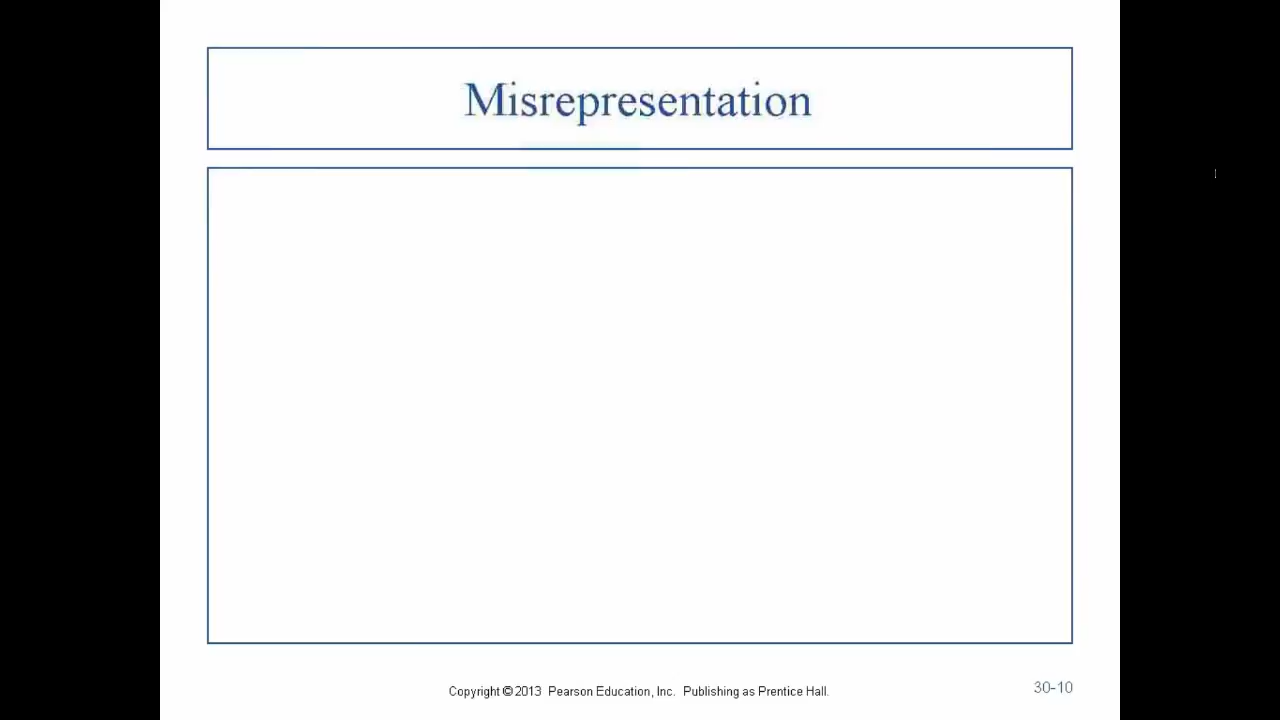 Misrepresentation
Copyright © 2013 Pearson Education, Inc. Publishing as Prentice Hall.
30-10